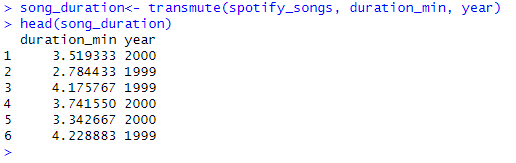 > song_duration<- transmute(spotify_songs, duration_min, year)
> head(song_duration)
  duration_min year
1     3.519333 2000
2     2.784433 1999
3     4.175767 1999
4     3.741550 2000
5     3.342667 2000
6     4.228883 1999
>